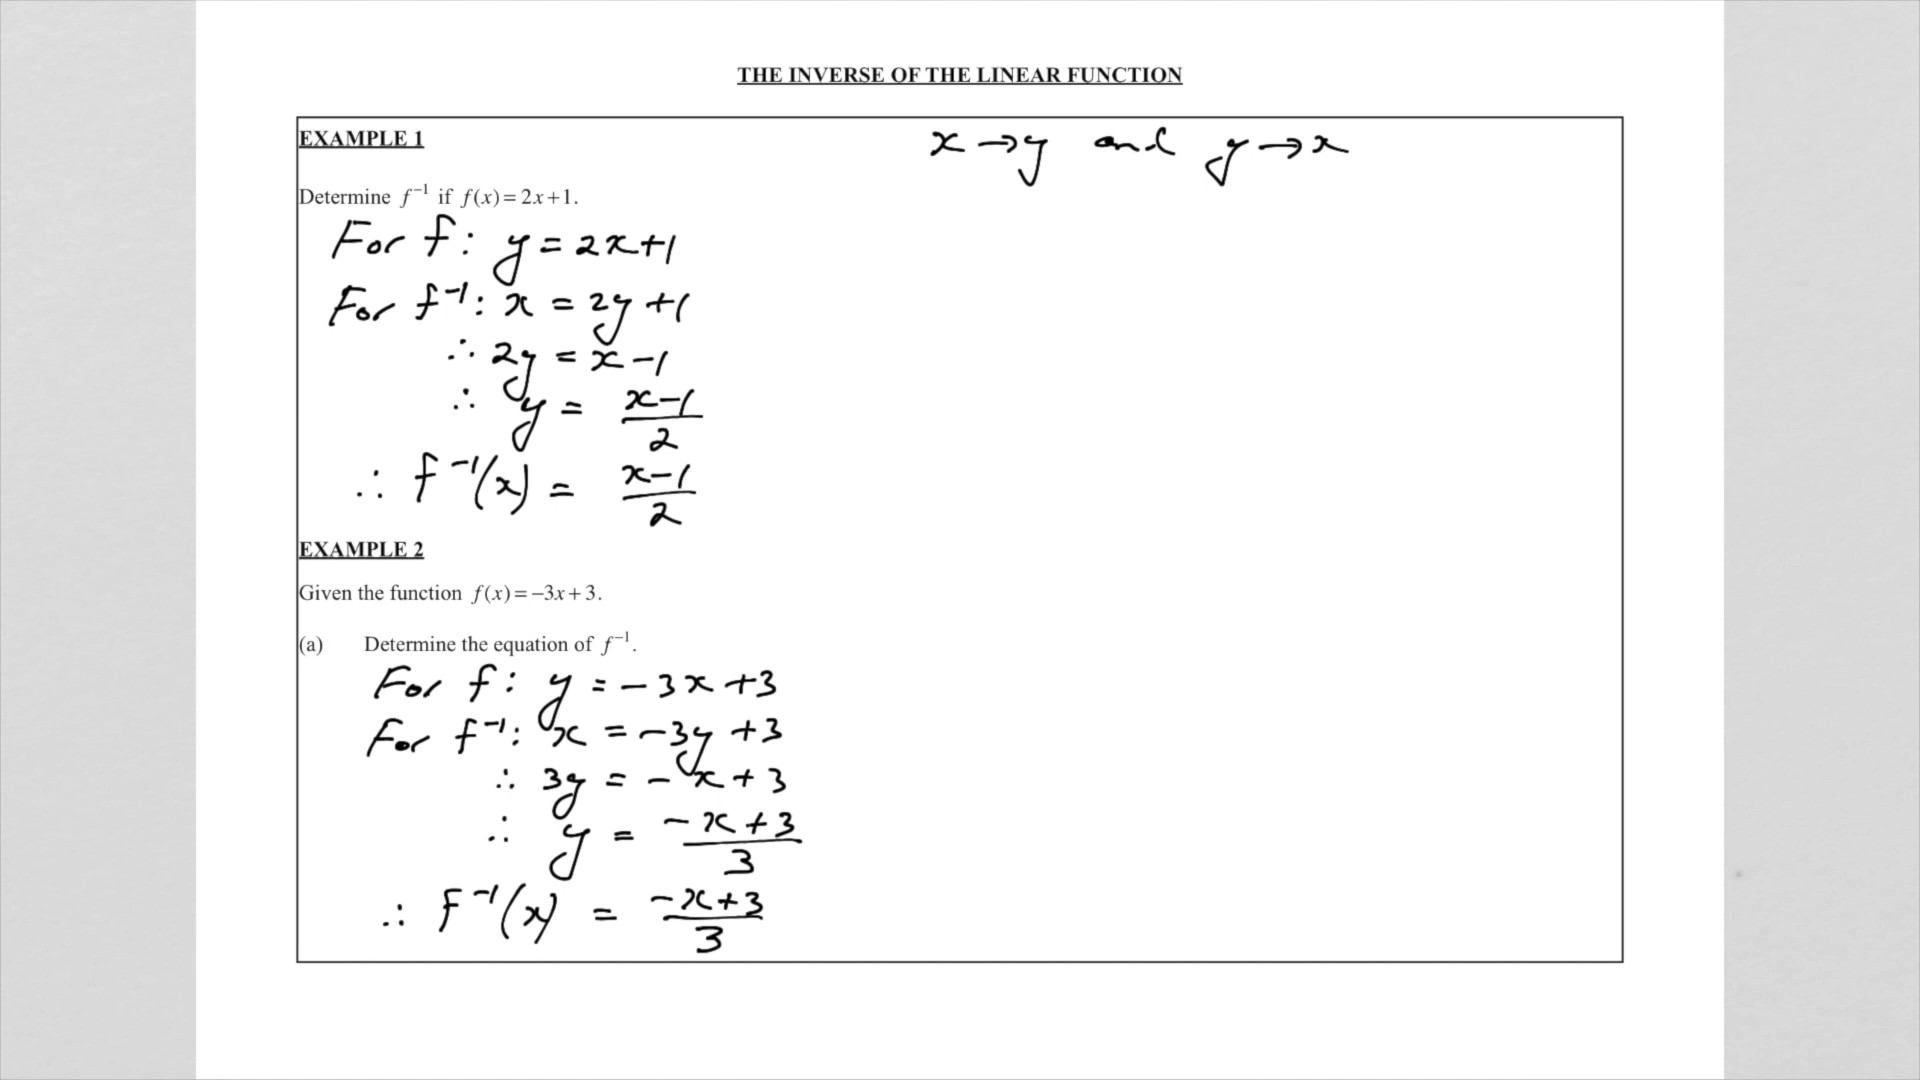 THE INVERSE OF THE LINEAR FUNCTION
EXAMPLE 1
x → y and y → x
Determine f⁻¹ if f(x) = 2x + 1.
For f: y = 2x + 1
For f⁻¹: x = 2y + 1
∴ 2y = x − 1
∴ y = (x − 1)/2
∴ f⁻¹(x) = (x − 1)/2
EXAMPLE 2
Given the function f(x) = −3x + 3.
(a) Determine the equation of f⁻¹.
For f: y = −3x + 3
For f⁻¹: x = −3y + 3
∴ 3y = −x + 3
∴ y = (−x + 3)/3
∴ f⁻¹(x) = (−x + 3)/3